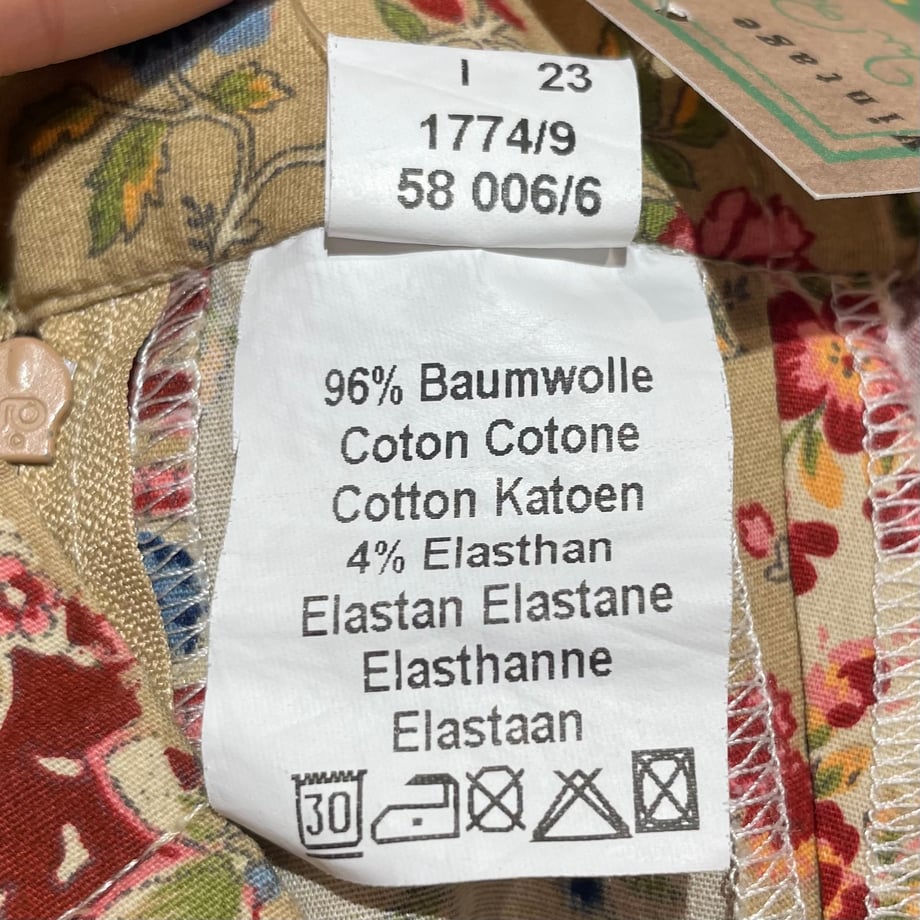 I 23
1774/9
58 006/6
96% Baumwolle
Coton Cotone
Cotton Katoen
4% Elasthan
Elastan Elastane
Elasthanne
Elastaan
30